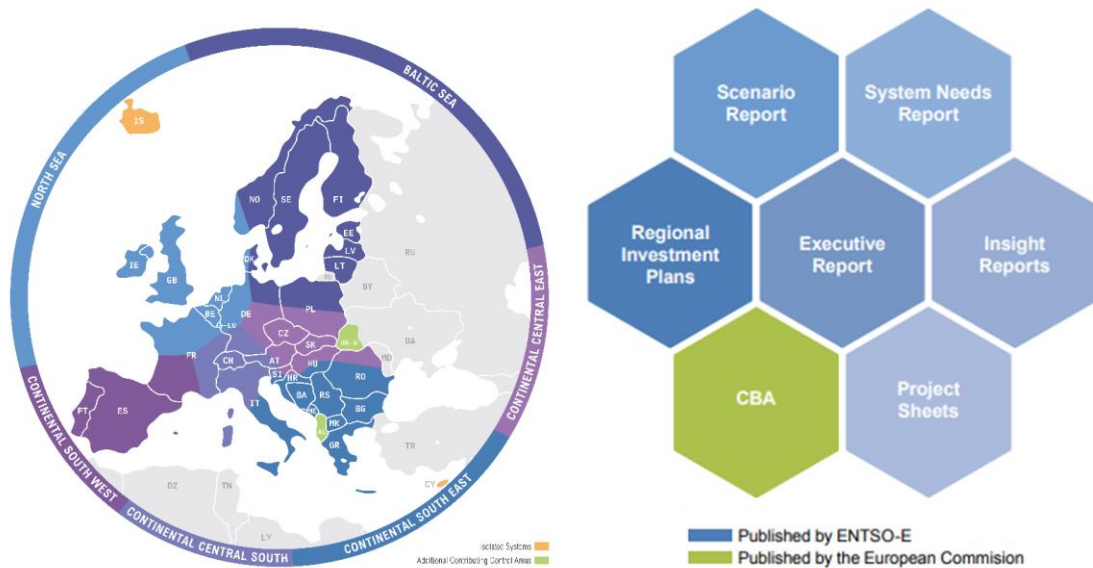 BALTIC SEA
NORTH SEA
CONTINENTAL CENTRAL EAST
CONTINENTAL SOUTH EAST
CONTINENTAL CENTRAL SOUTH
CONTINENTAL SOUTH WEST
IS
NO
SE
FI
EE
LV
LT
RU
DK
RU
BY
IE
GB
NL
BE
LU
DE
PL
CZ
SK
UA-W
UA
MD
FR
CH
AT
HU
SI
HR
RO
PT
ES
IT
BA
RS
BG
ME
MK
AL
GR
TR
CY
DZ
TN
LY
Isolated Systems
Additional Contributing Control Areas
Scenario
Report
System Needs
Report
Regional
Investment
Plans
Executive
Report
Insight
Reports
CBA
Project
Sheets
Published by ENTSO-E
Published by the European Commision